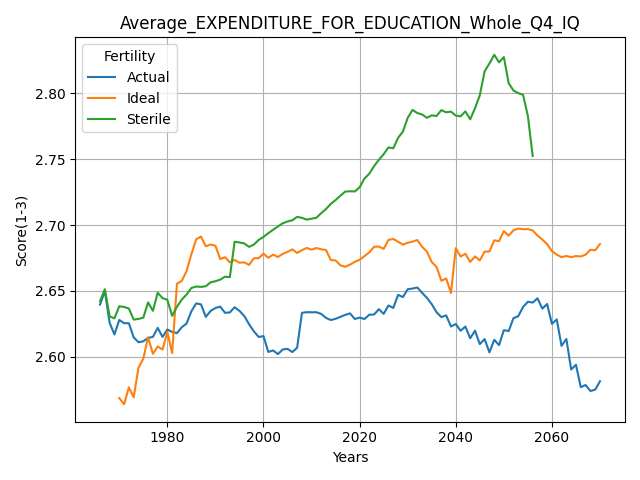 Average_EXPENDITURE_FOR_EDUCATION_Whole_Q4_IQ
Fertility
Actual
Ideal
Sterile
Score(1-3)
2.80
2.75
2.70
2.65
2.60
1980 2000 2020 2040 2060
Years